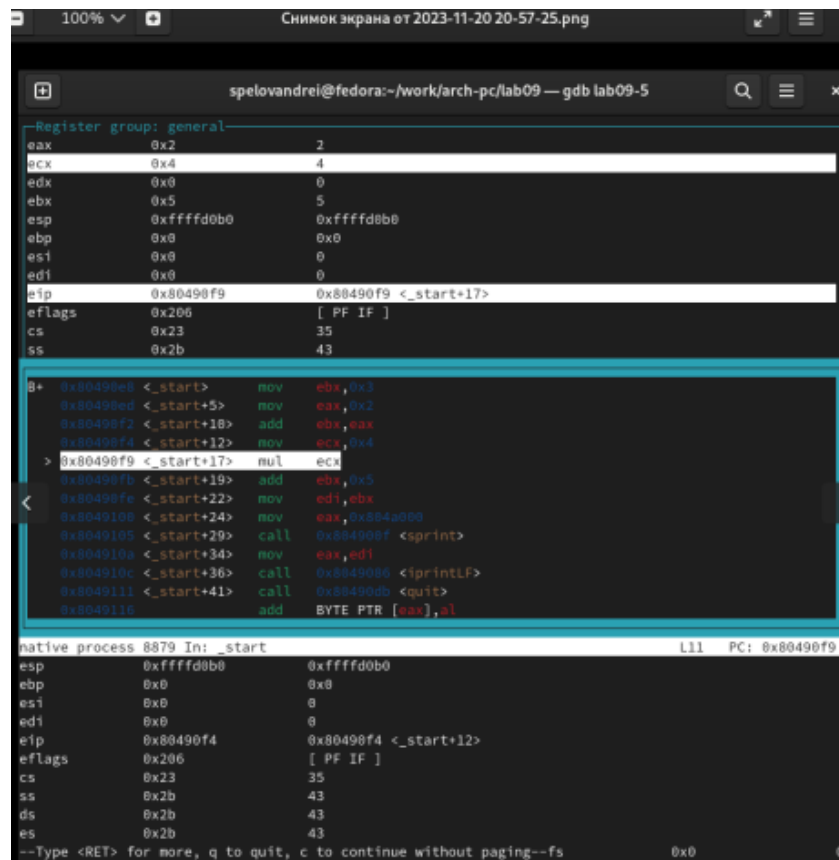 100%
Снимок экрана от 2023-11-20 20-57-25.png
spelovandrei@fedora:~/work/arch-pc/lab09 — gdb lab09-5
Register group: general
eax 0x2 2
ecx 0x4 4
edx 0x0 0
ebx 0x5 5
esp 0xffffd0b0 0xffffd0b0
ebp 0x0 0x0
esi 0x0 0
edi 0x0 0
eip 0x80490f9 0x80490f9 <_start+17>
eflags 0x206 [ PF IF ]
cs 0x23 35
ss 0x2b 43
B+ 0x80490e8 <_start> mov ebx,0x3
0x80490ed <_start+5> mov eax,0x2
0x80490f2 <_start+10> add ebx,eax
0x80490f4 <_start+12> mov ecx,0x4
> 0x80490f9 <_start+17> mul ecx
0x80490fb <_start+19> add ebx,0x5
0x80490fe <_start+22> mov edi,ebx
0x8049100 <_start+24> mov eax,0x804a000
0x8049105 <_start+29> call 0x804900f <sprint>
0x804910a <_start+34> mov eax,edi
0x804910c <_start+36> call 0x8049086 <iprintLF>
0x8049111 <_start+41> call 0x80490db <quit>
0x8049116 add BYTE PTR [eax],al
native process 8879 In: _start L11 PC: 0x80490f9
esp 0xffffd0b0 0xffffd0b0
ebp 0x0 0x0
esi 0x0 0
edi 0x0 0
eip 0x80490f4 0x80490f4 <_start+12>
eflags 0x206 [ PF IF ]
cs 0x23 35
ss 0x2b 43
ds 0x2b 43
es 0x2b 43
--Type <RET> for more, q to quit, c to continue without paging--fs 0x0